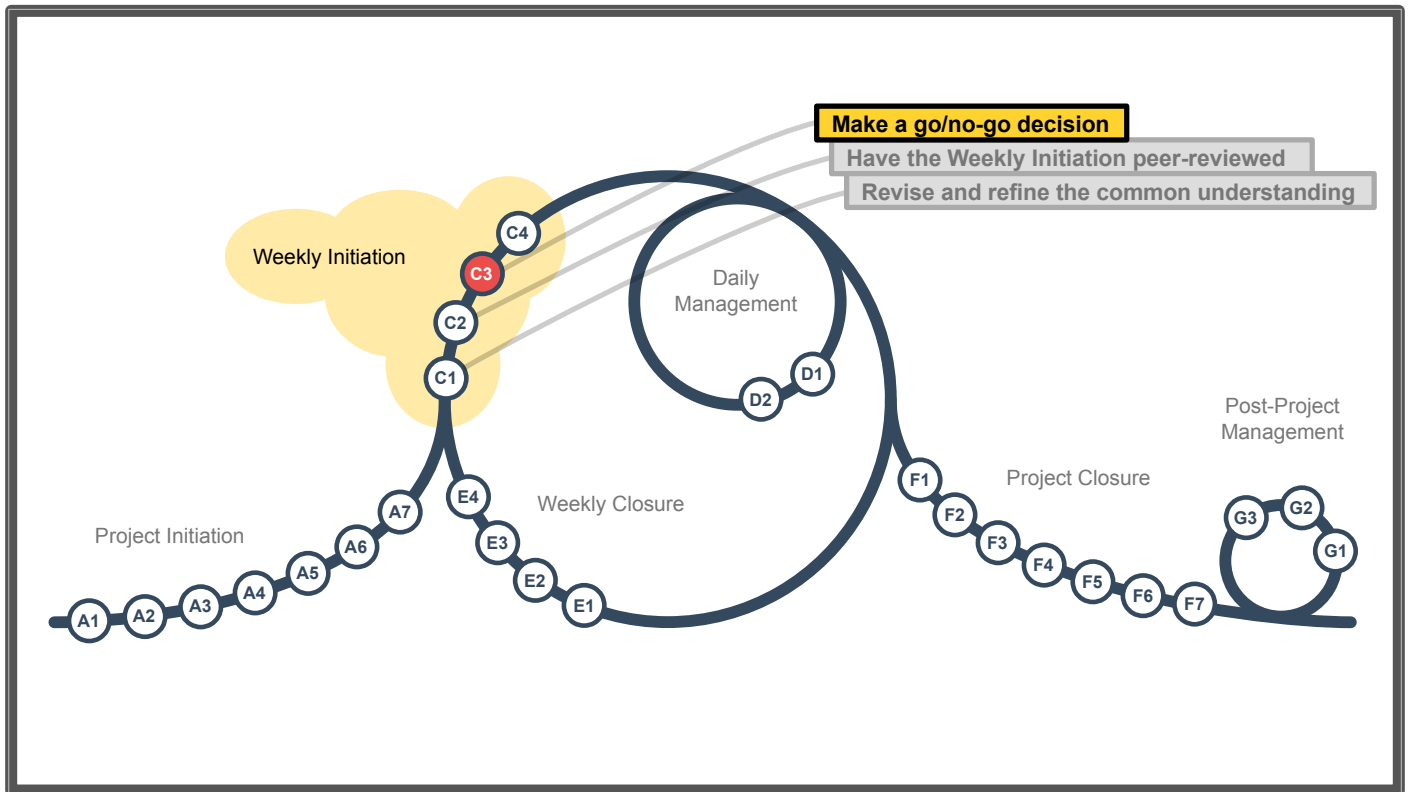 Make a go/no-go decision
Have the Weekly Initiation peer-reviewed
Revise and refine the common understanding
Weekly Initiation
C4
C3
C2
C1
Daily
Management
D1
D2
Post-Project
Management
G3
G2
G1
Project Closure
F1
F2
F3
F4
F5
F6
F7
Weekly Closure
E4
E3
E2
E1
Project Initiation
A7
A6
A5
A4
A3
A2
A1